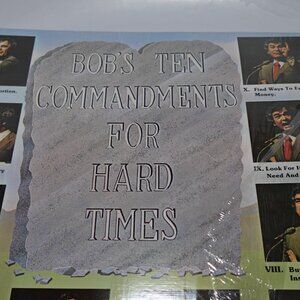 BOB'S TEN
COMMANDMENTS
FOR
HARD
TIMES
X. Find Ways To
Money.
IX. Look For
Need And
VIII.